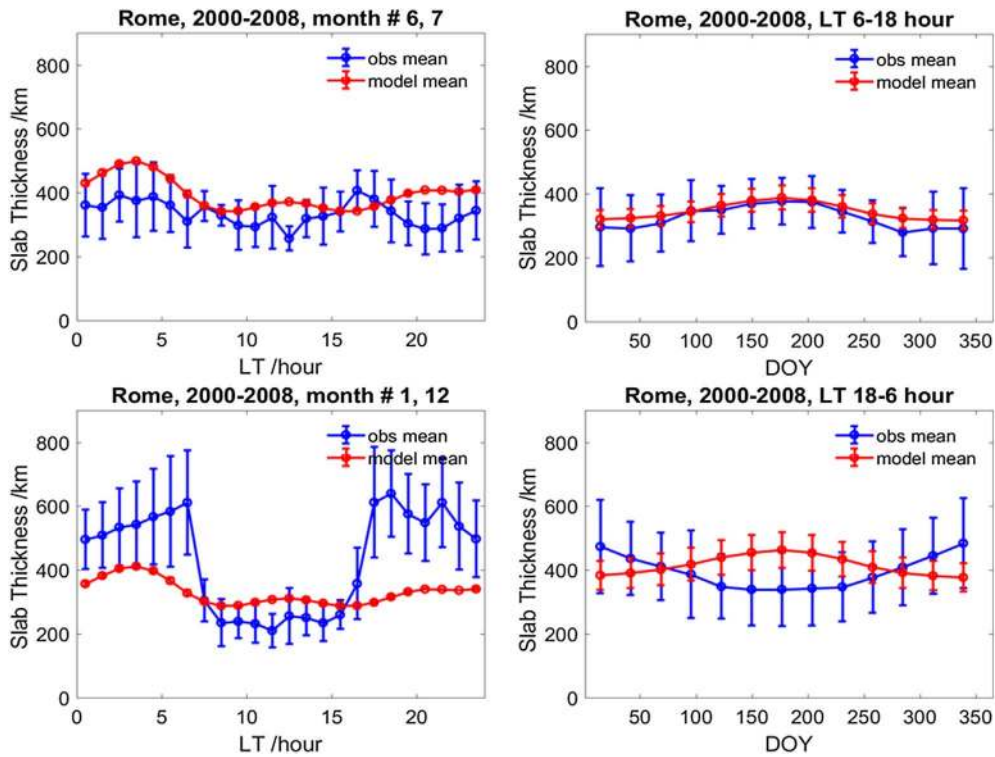 Rome, 2000-2008, month # 6, 7
obs mean
model mean
Slab Thickness /km
800
600
400
200
0
0 5 10 15 20
LT /hour
Rome, 2000-2008, LT 6-18 hour
obs mean
model mean
Slab Thickness /km
800
600
400
200
0
50 100 150 200 250 300 350
DOY
Rome, 2000-2008, month # 1, 12
obs mean
model mean
Slab Thickness /km
800
600
400
200
0
0 5 10 15 20
LT /hour
Rome, 2000-2008, LT 18-6 hour
obs mean
model mean
Slab Thickness /km
800
600
400
200
0
50 100 150 200 250 300 350
DOY